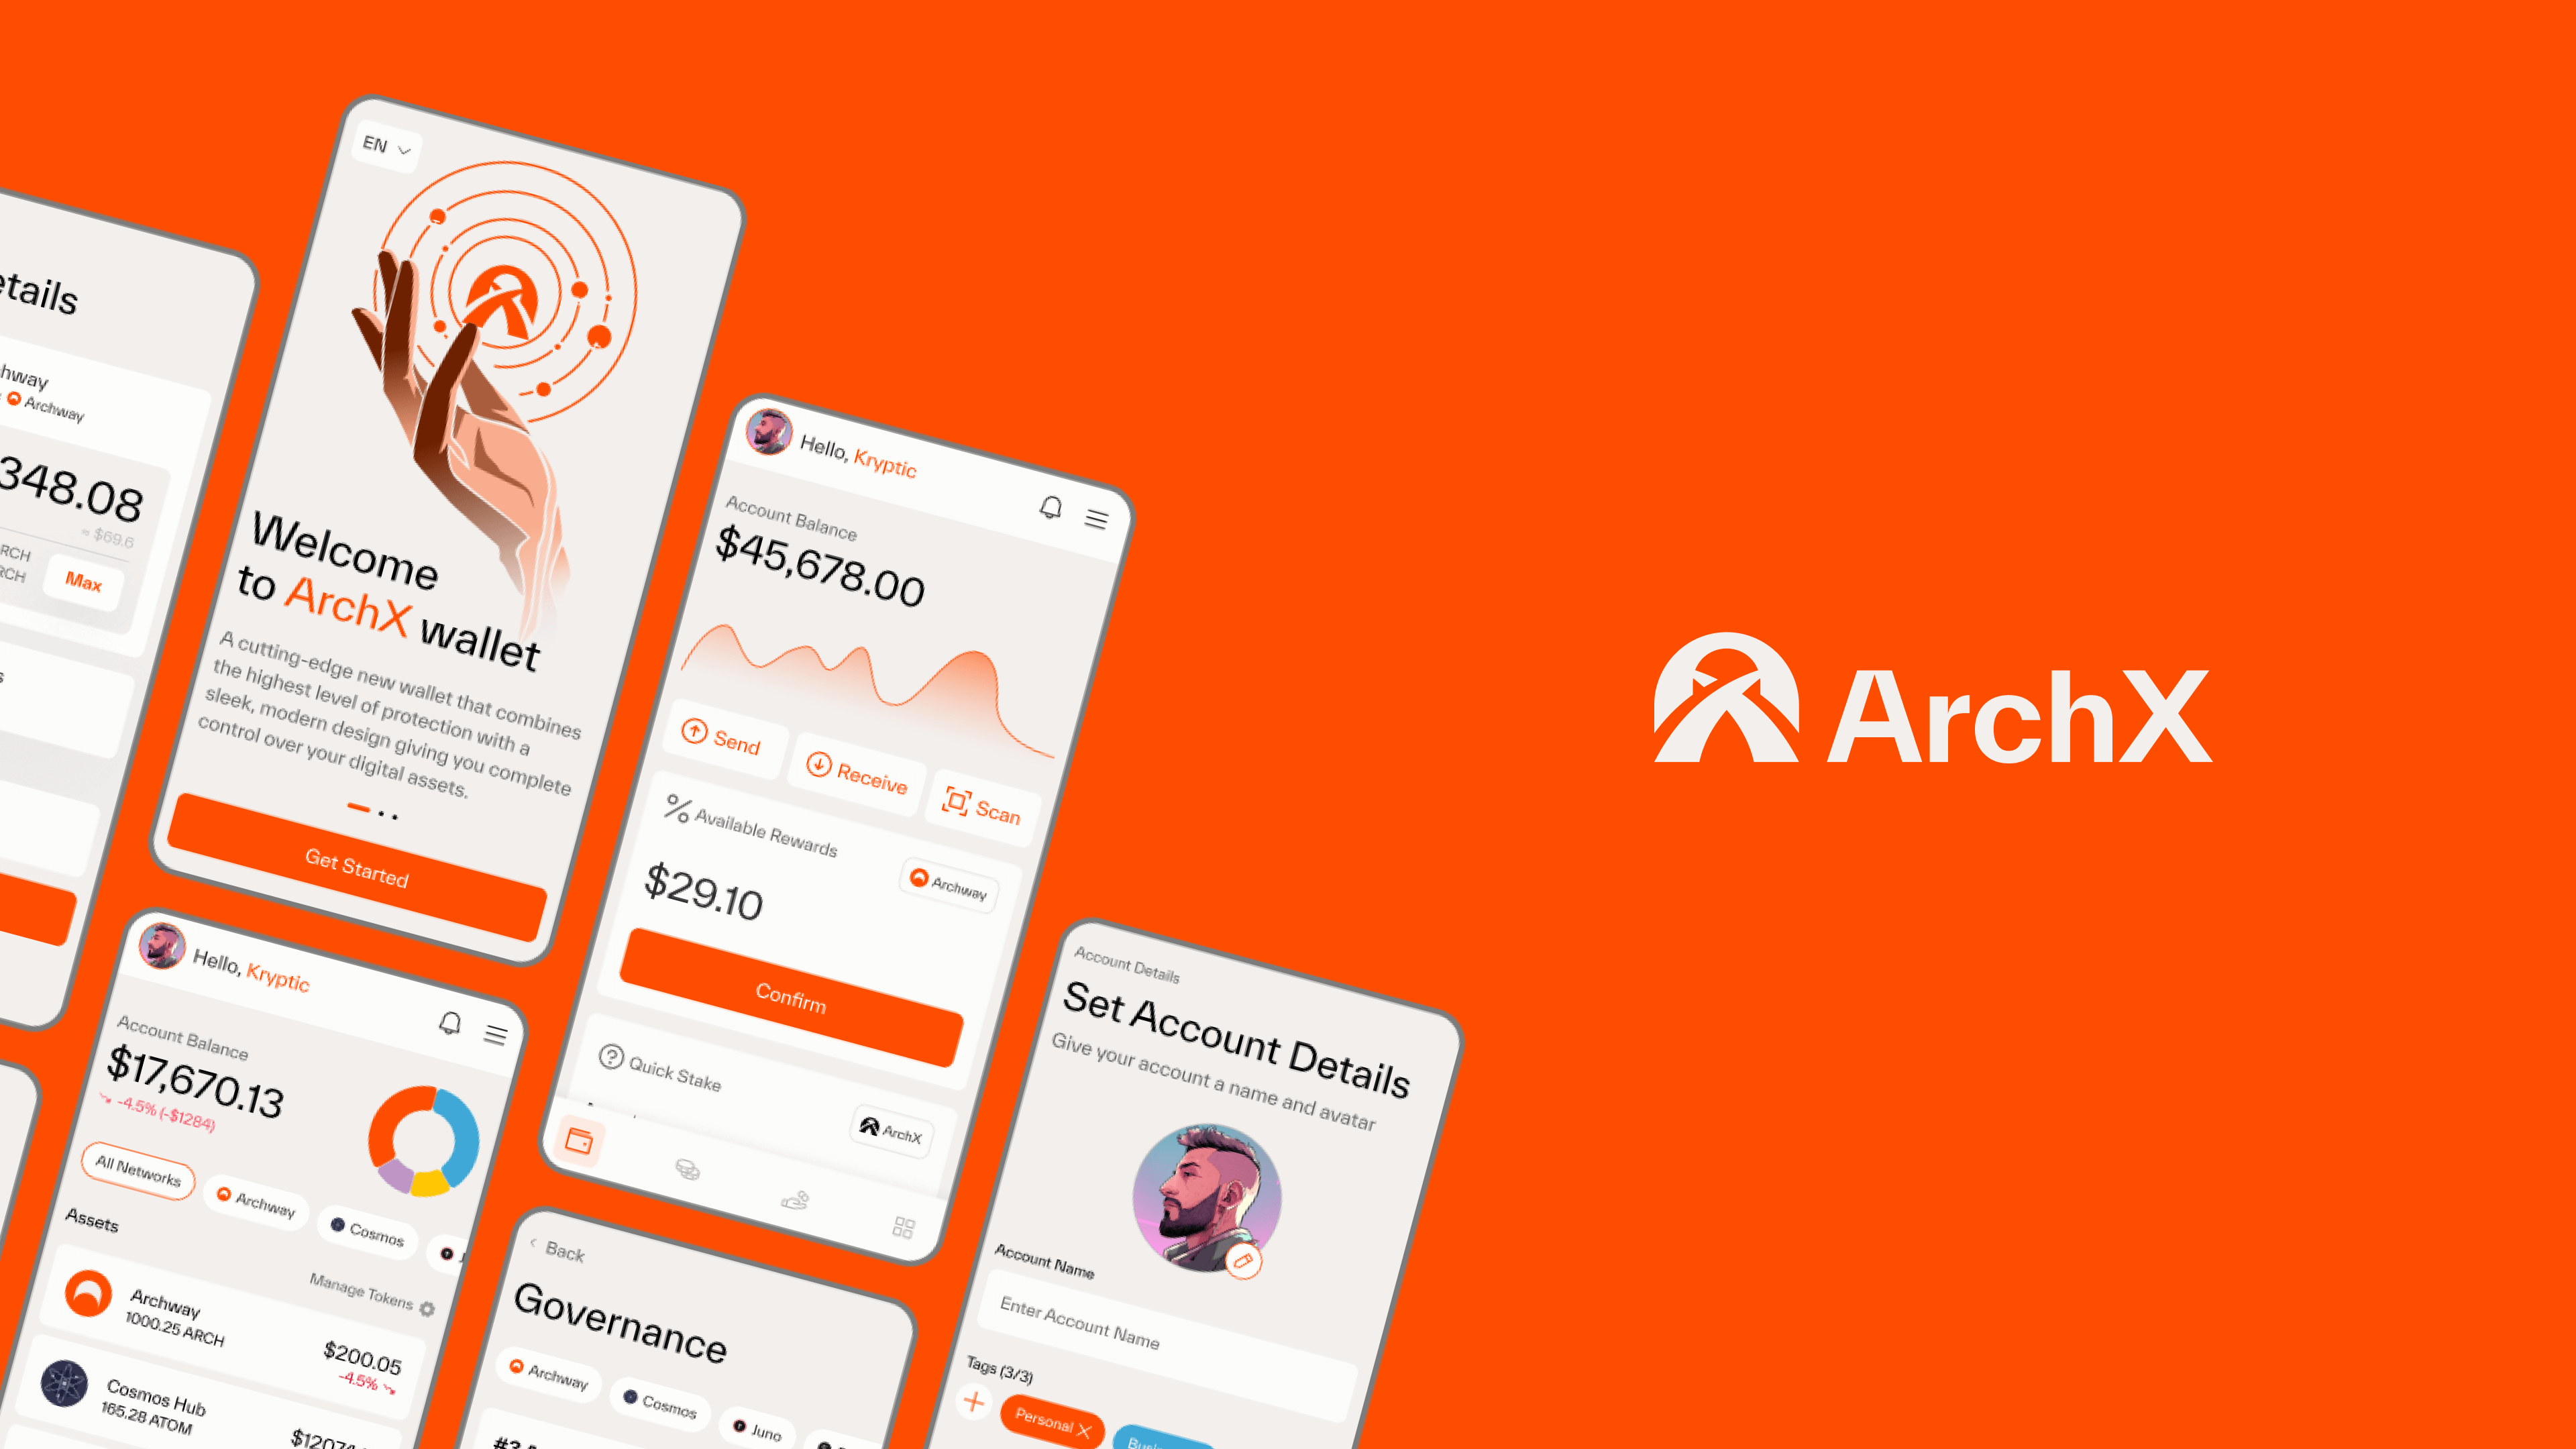 etails
hway
Archway
348.08
≈ $69.6
RCH
RCH
Max
s
EN
Welcome
to ArchX wallet
A cutting-edge new wallet that combines
the highest level of protection with a
sleek, modern design giving you complete
control over your digital assets.
Get Started
Hello, Kryptic
Account Balance
$45,678.00
Send
Receive
Scan
% Available Rewards
Archway
$29.10
Confirm
? Quick Stake
ArchX
Hello, Kryptic
Account Balance
$17,670.13
-4.5% (-$1284)
All Networks
Archway
Cosmos
Assets
Manage Tokens
Archway
1000.25 ARCH
$200.05
-4.5%
Cosmos Hub
165.28 ATOM
Back
Governance
Archway
Cosmos
Juno
Account Details
Set Account Details
Give your account a name and avatar
Account Name
Enter Account Name
Tags (3/3)
Personal
ArchX